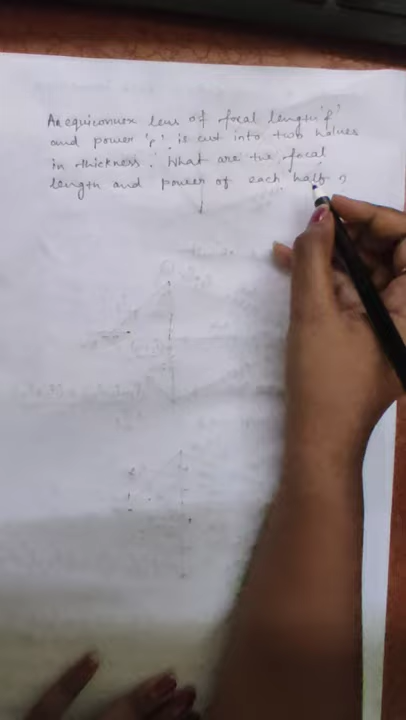 An equiconvex lens of focal length 'f'
and power 'p' is cut into two halves
in thickness. What are the focal
length and power of each half ?